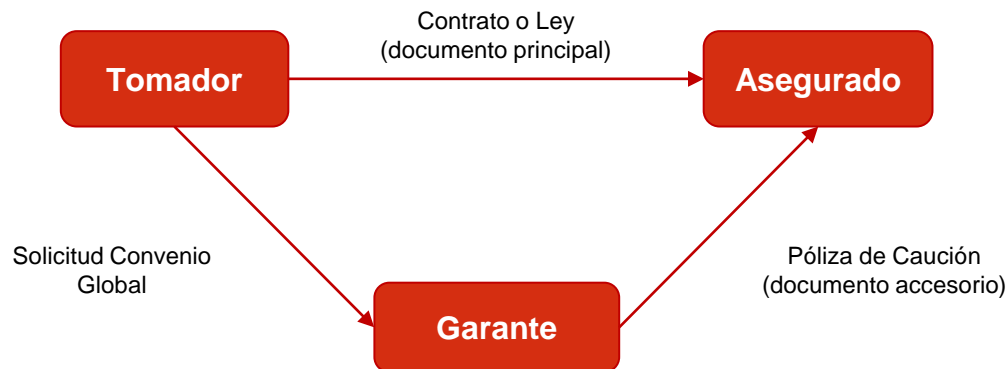 Contrato o Ley
(documento principal)
Tomador
Asegurado
Solicitud Convenio
Global
Póliza de Caución
(documento accesorio)
Garante